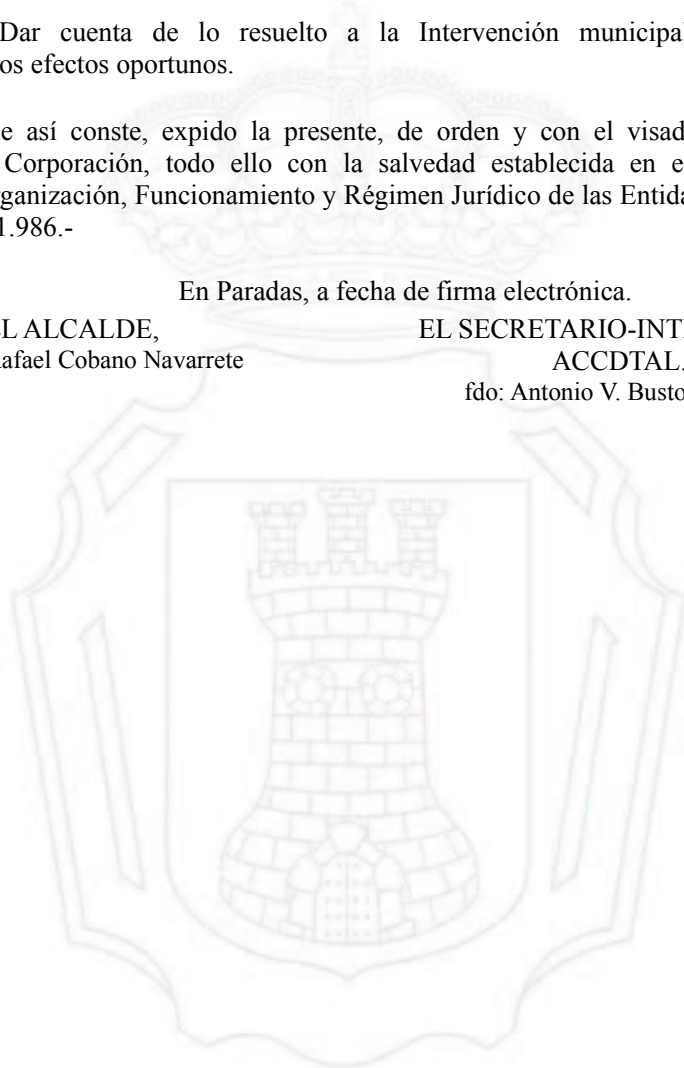 Dar cuenta de lo resuelto a la Intervención municipal
os efectos oportunos.
e así conste, expido la presente, de orden y con el visad
Corporación, todo ello con la salvedad establecida en e
rganización, Funcionamiento y Régimen Jurídico de las Entida
1.986.-
En Paradas, a fecha de firma electrónica.
EL ALCALDE, EL SECRETARIO-INT
afael Cobano Navarrete ACCDTAL.
fdo: Antonio V. Busto